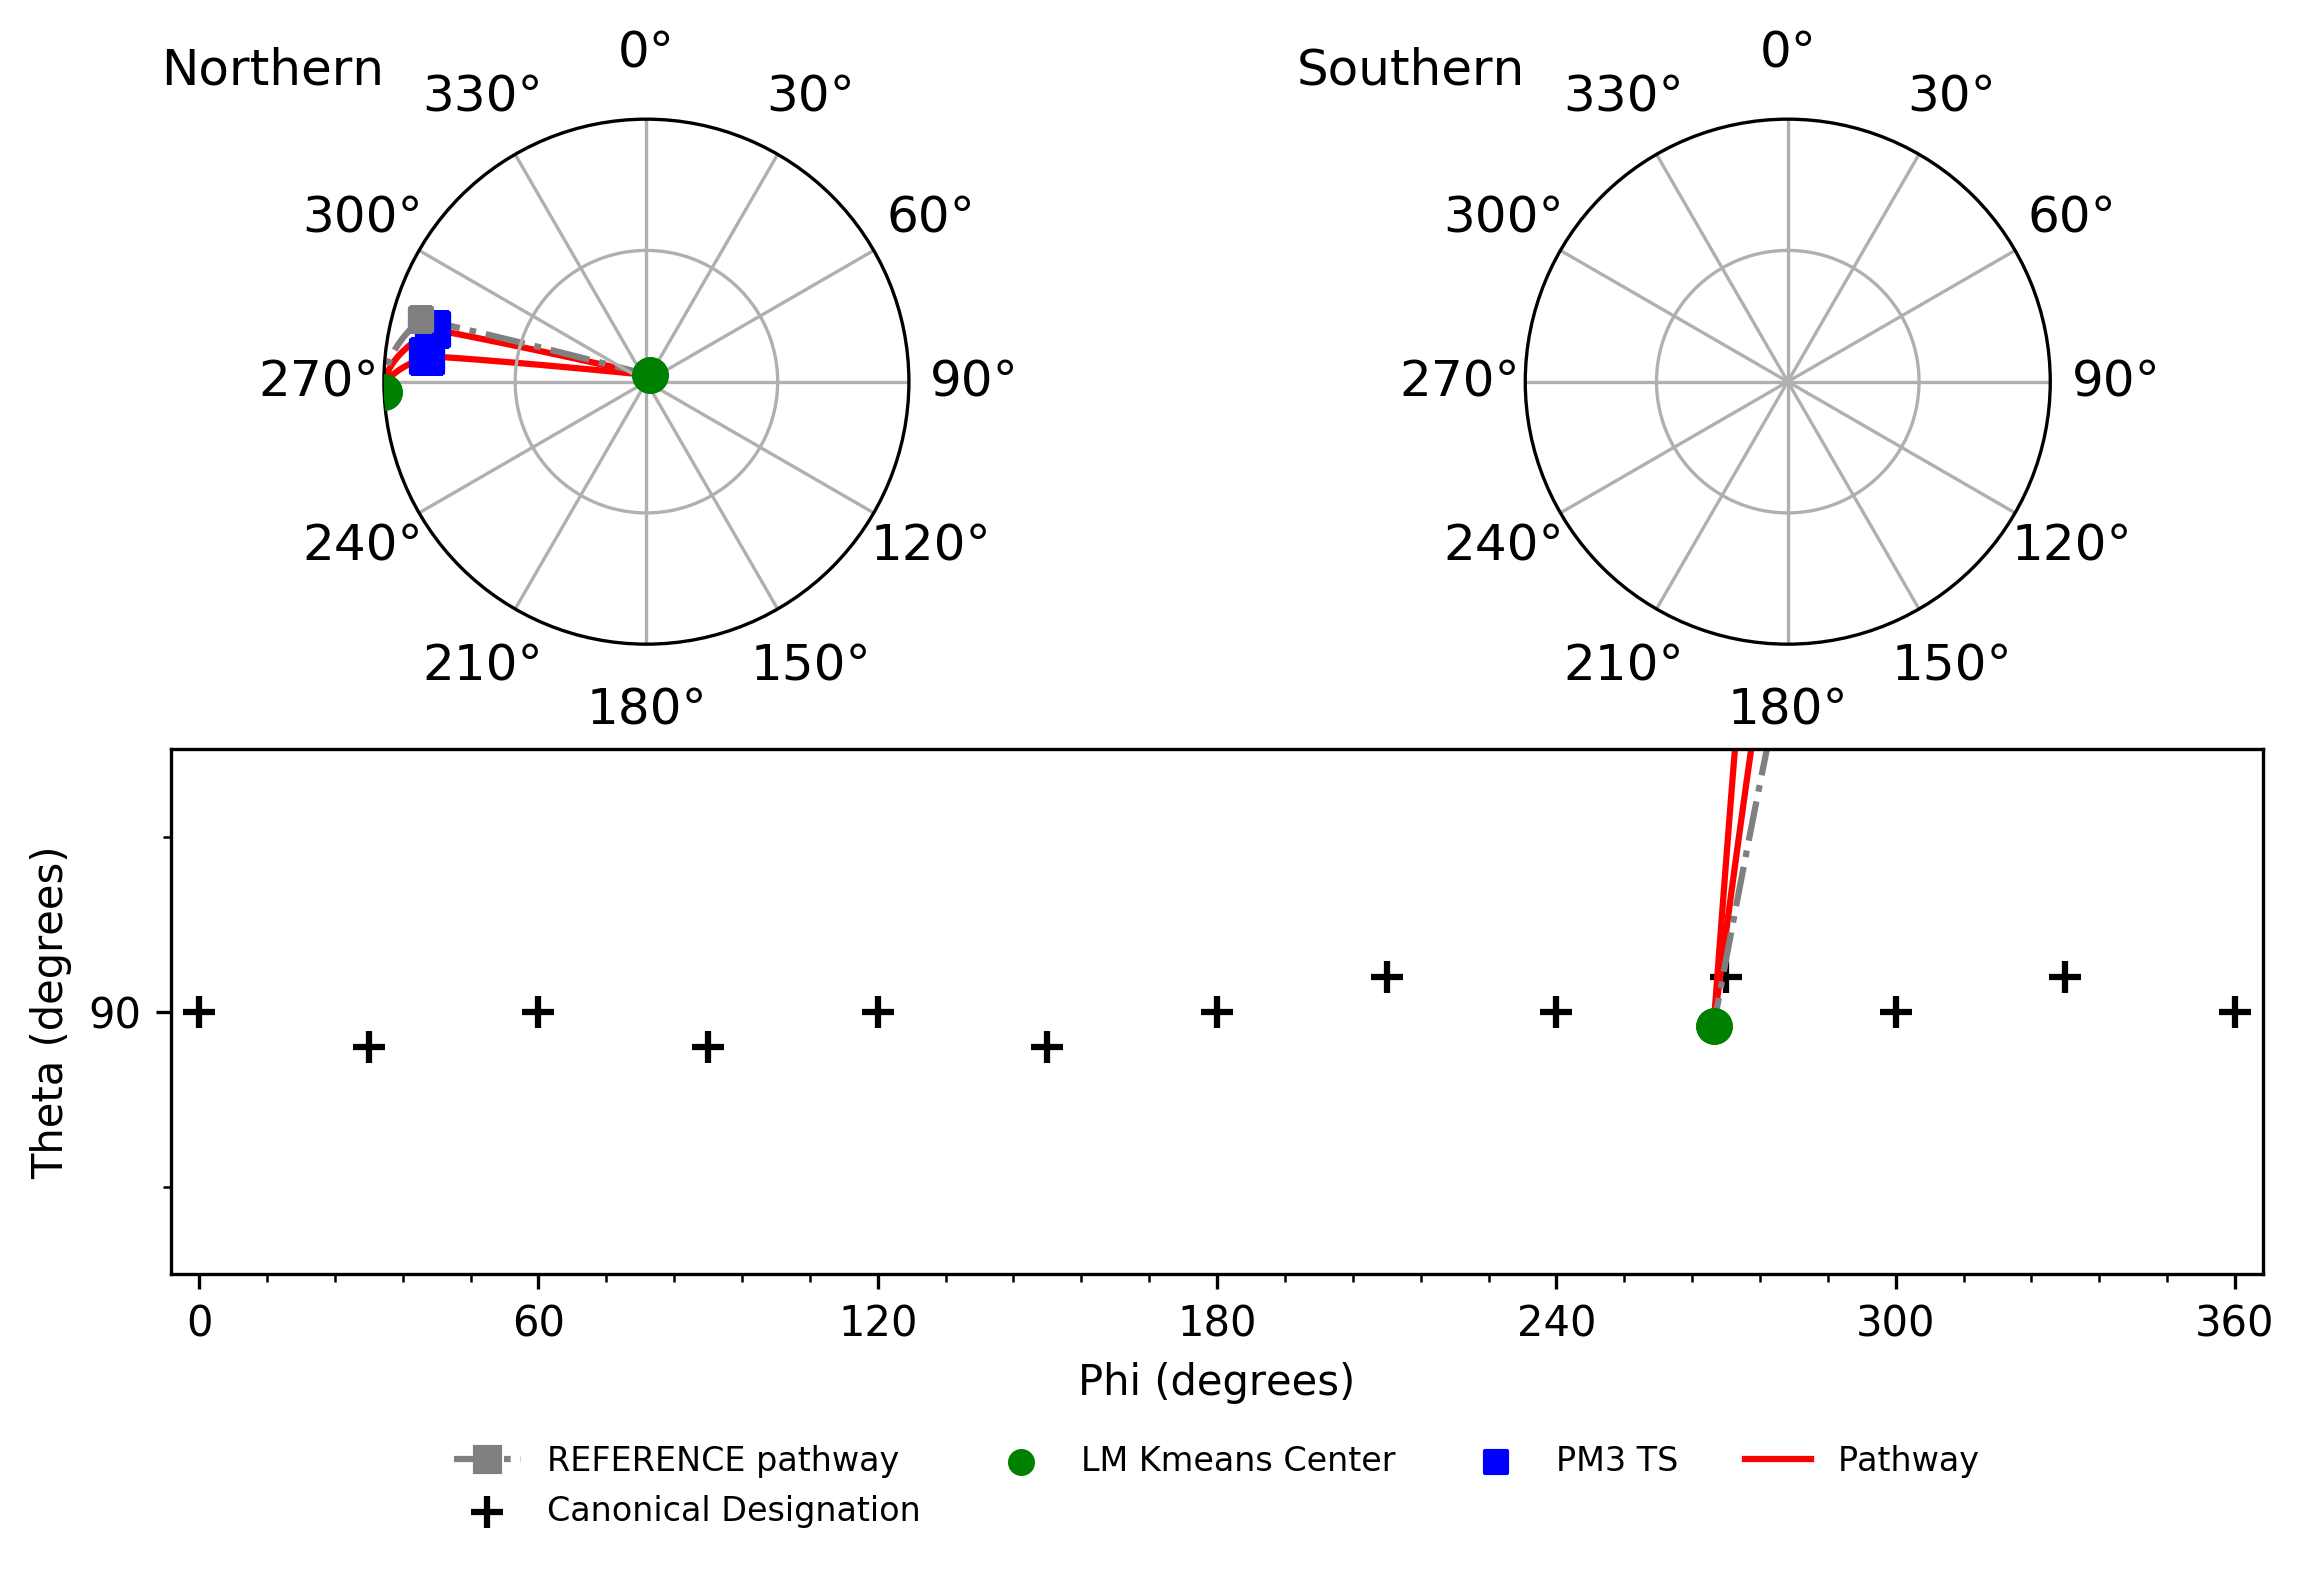 Northern
0°
330°
30°
300°
60°
270°
90°
240°
120°
210°
150°
180°
Southern
0°
330°
30°
300°
60°
270°
90°
240°
120°
210°
150°
180°
Theta (degrees)
90
0 60 120 180 240 300 360
Phi (degrees)
REFERENCE pathway
Canonical Designation
LM Kmeans Center
PM3 TS
Pathway